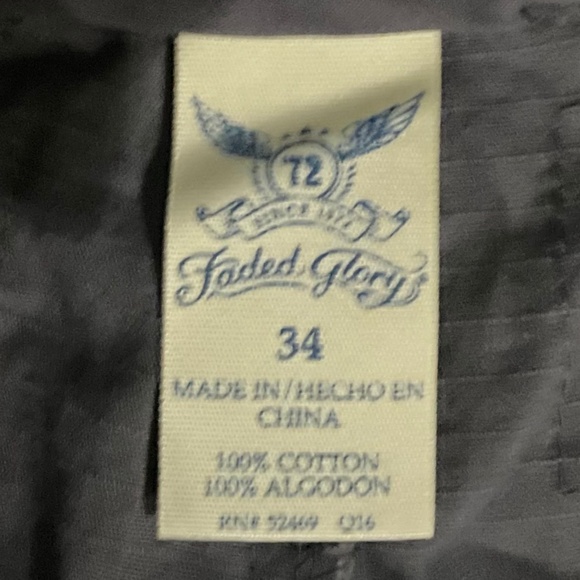 72
SINCE 1972
Faded Glory
34
MADE IN/HECHO EN
CHINA
100% COTTON
100% ALGODON
RN# 52469 Q16